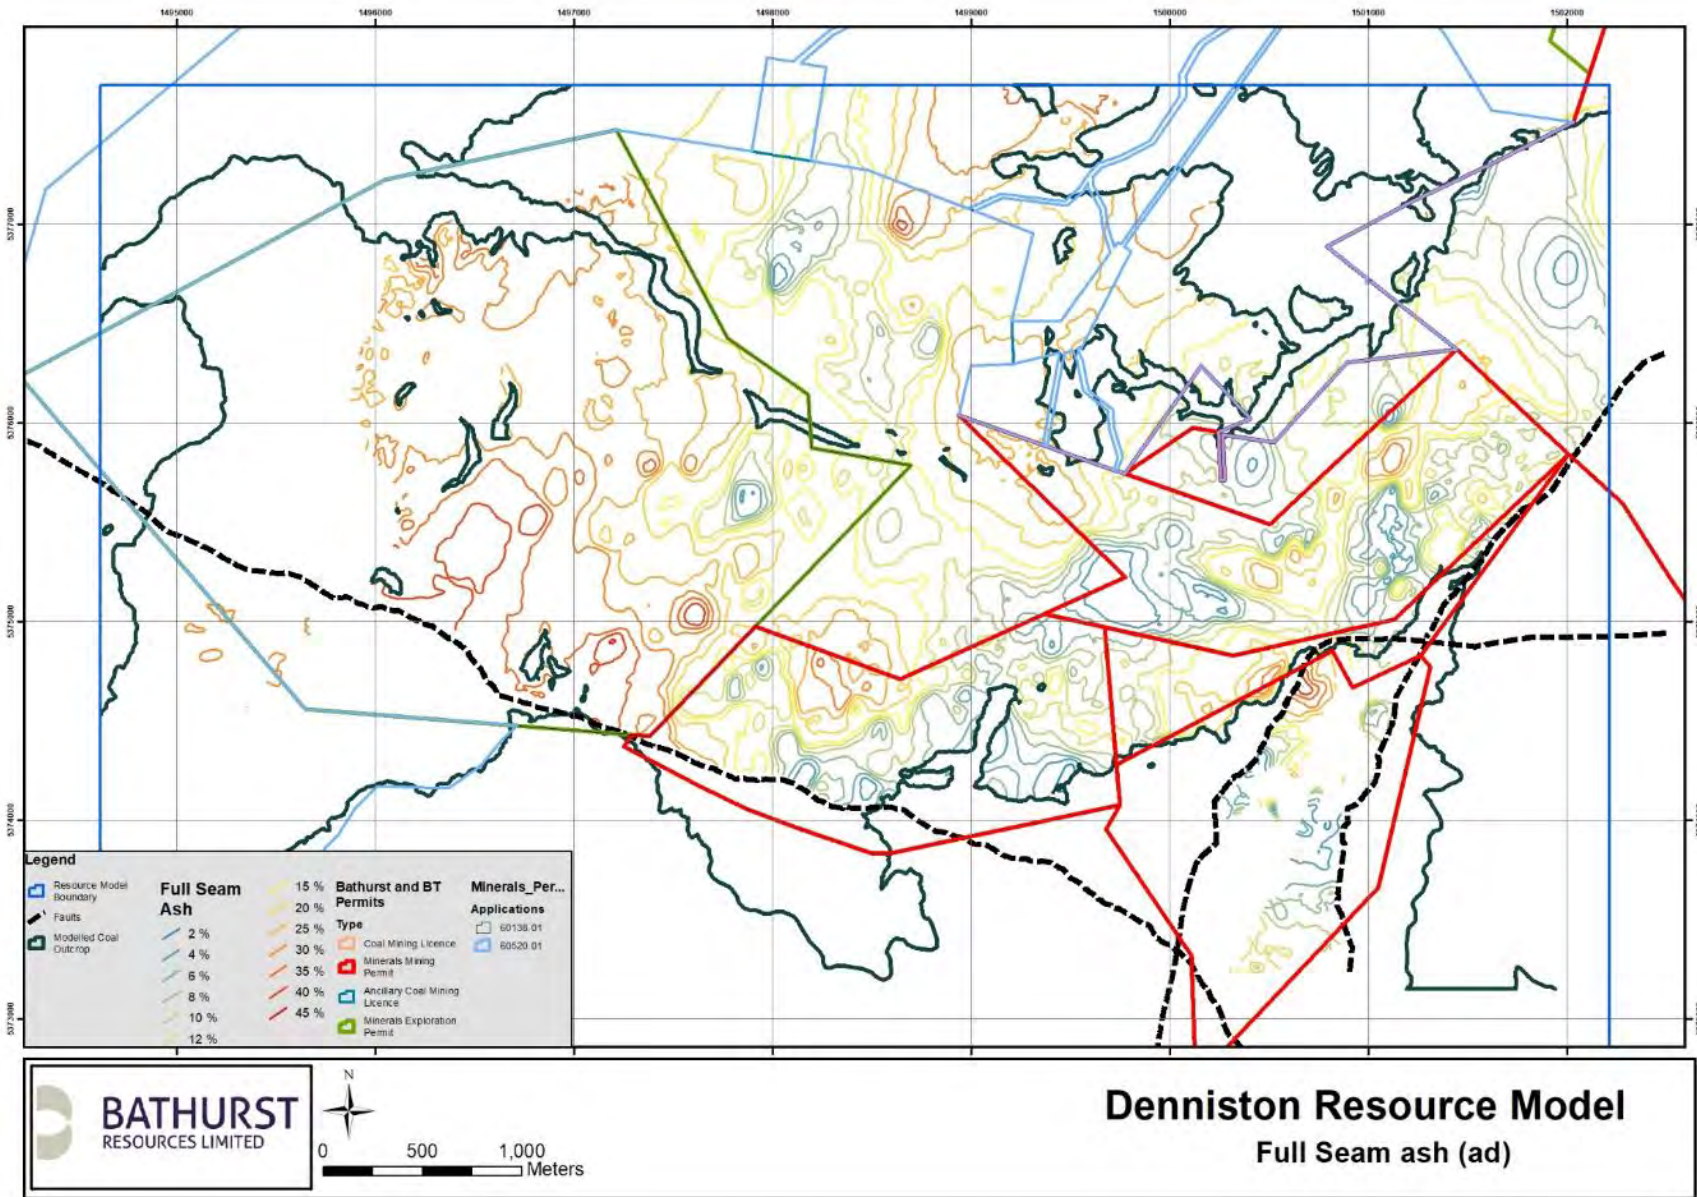 1495000 1496000 1497000 1498000 1499000 1500000 1501000 1502000
5377000
5376000
5375000
5374000
5373000
Legend
Resource Model
Boundary
Faults
Modelled Coal
Outcrop
Full Seam
Ash
2 %
4 %
6 %
8 %
10 %
12 %
15 %
20 %
25 %
30 %
35 %
40 %
45 %
Bathurst and BT
Permits
Type
Coal Mining Licence
Minerals Mining
Permit
Ancillary Coal Mining
Licence
Minerals Exploration
Permit
Minerals_Per...
Applications
60138.01
60520.01
BATHURST
RESOURCES LIMITED
N
0 500 1,000
Meters
Denniston Resource Model
Full Seam ash (ad)